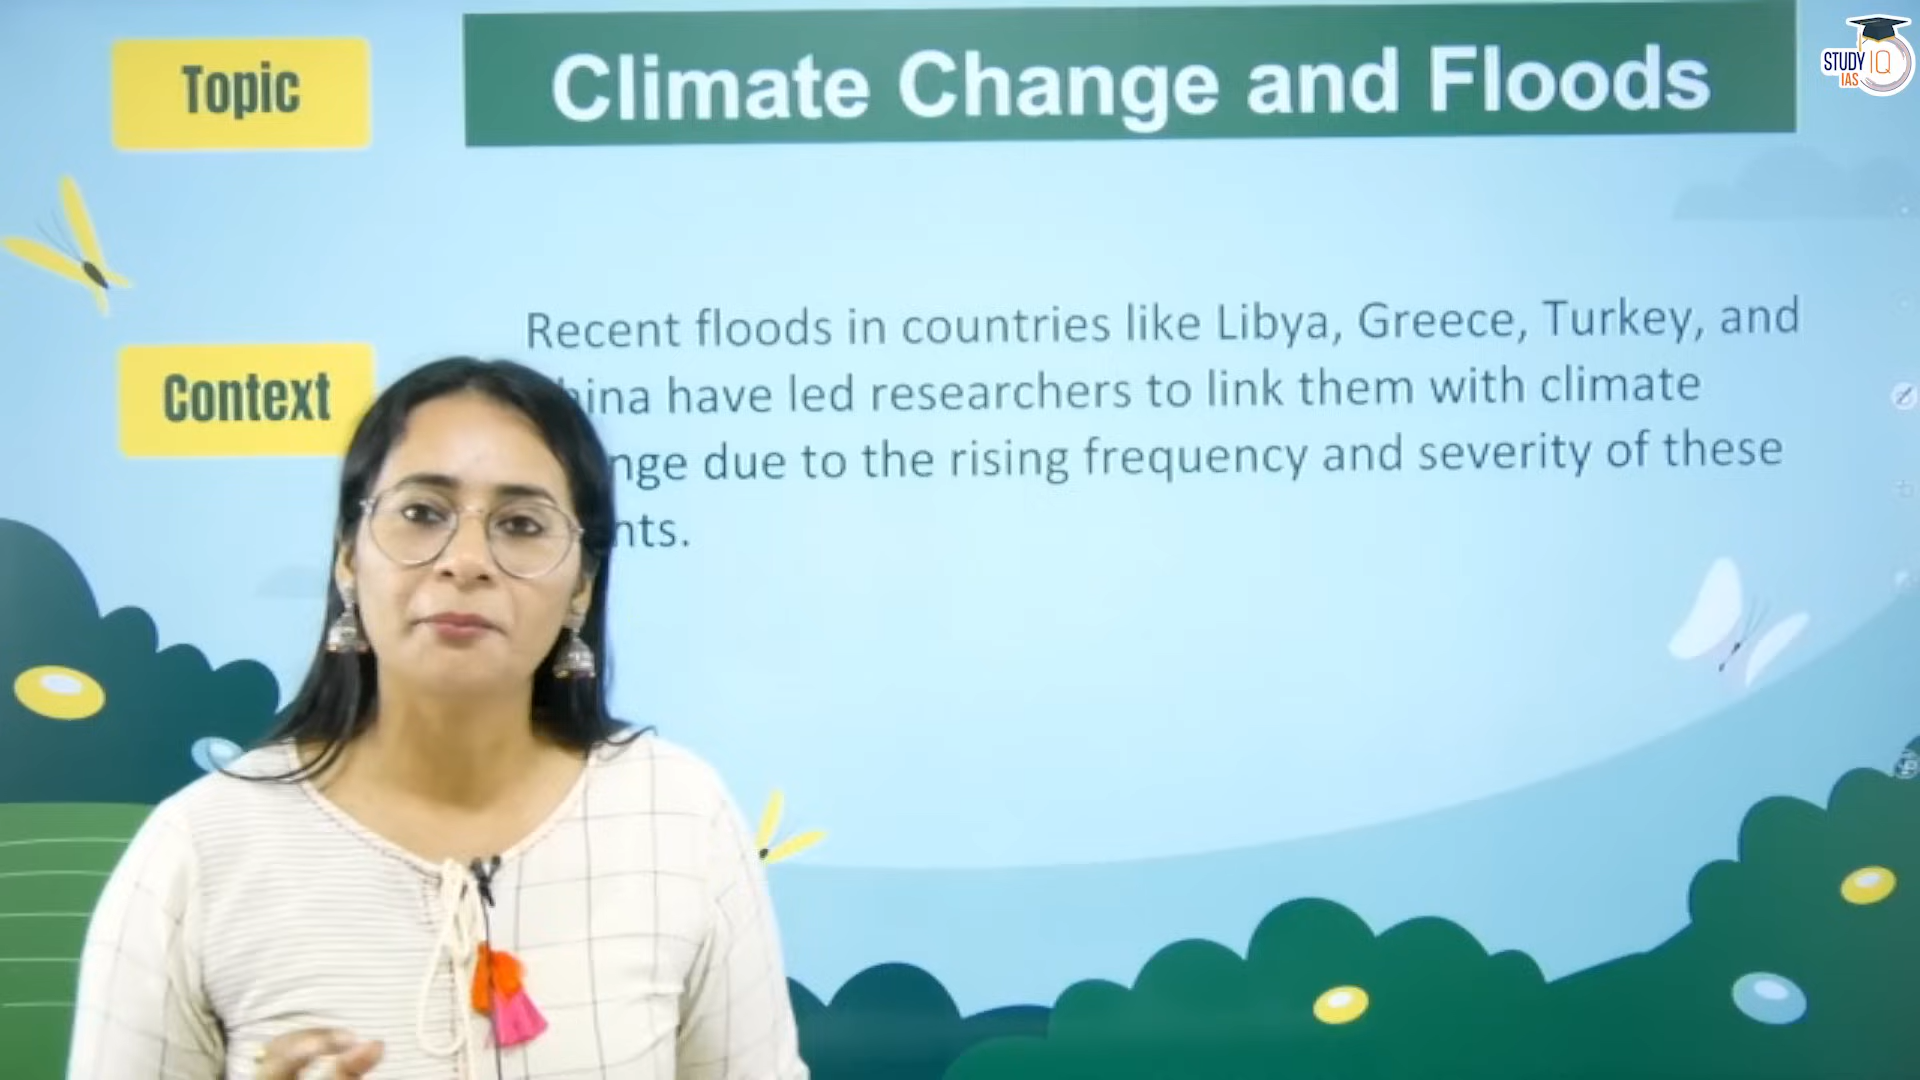 Topic
Climate Change and Floods
STUDY IQ
IAS
Context
Recent floods in countries like Libya, Greece, Turkey, and
have led researchers to link them with climate
due to the rising frequency and severity of these